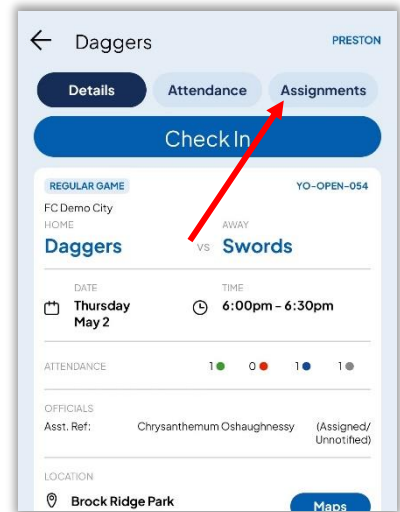 Daggers PRESTON
Details Attendance Assignments
Check In
REGULAR GAME YO-OPEN-054
FC Demo City
HOME AWAY
Daggers vs Swords
DATE TIME
Thursday 6:00pm - 6:30pm
May 2
ATTENDANCE 1 0 1 1
OFFICIALS
Asst. Ref: Chrysanthemum Oshaughnessy (Assigned/
Unnotified)
LOCATION
Brock Ridge Park Maps